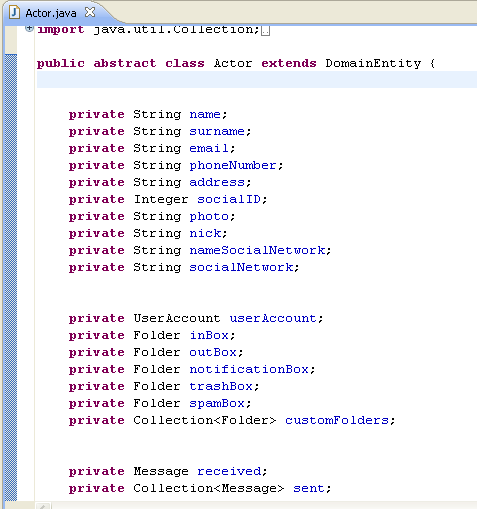 Actor.java
import java.util.Collection;
public abstract class Actor extends DomainEntity {
private String name;
private String surname;
private String email;
private String phoneNumber;
private String address;
private Integer socialID;
private String photo;
private String nick;
private String nameSocialNetwork;
private String socialNetwork;
private UserAccount userAccount;
private Folder inBox;
private Folder outBox;
private Folder notificationBox;
private Folder trashBox;
private Folder spamBox;
private Collection<Folder> customFolders;
private Message received;
private Collection<Message> sent;